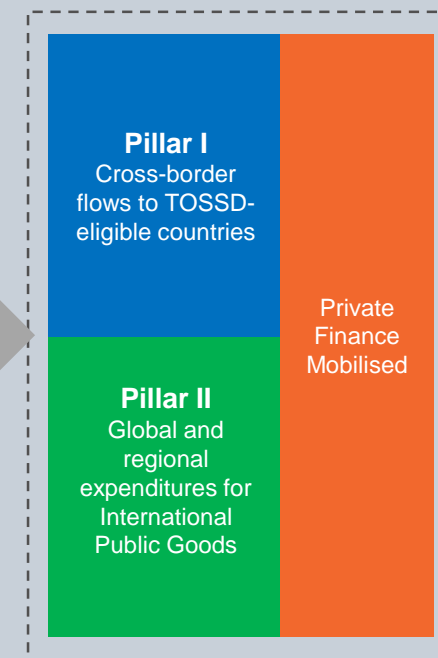 Pillar I
Cross-border
flows to TOSSD-
eligible countries
Private
Finance
Mobilised
Pillar II
Global and
regional
expenditures for
International
Public Goods